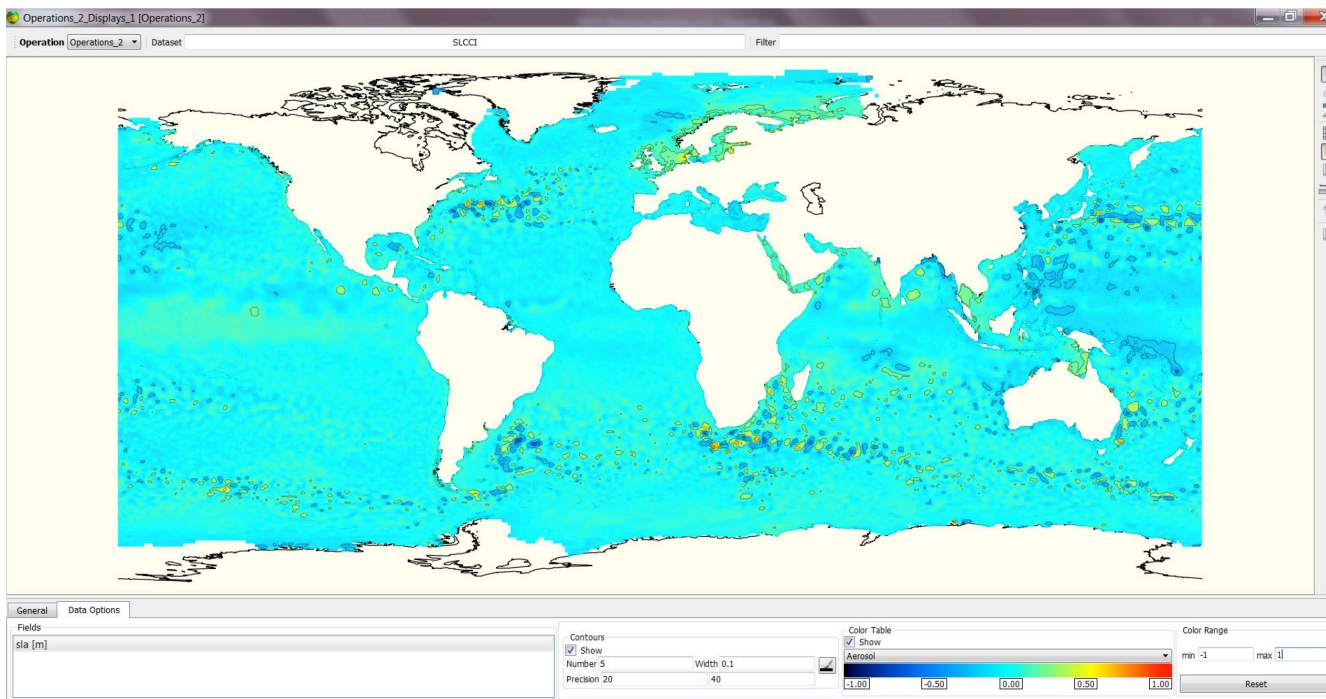 Operations_2_Displays_1 [Operations_2]
Operation Operations_2 Dataset SLCCI Filter
General Data Options
Fields
sla [m]
Contours
Show
Number 5 Width 0.1
Precision 20 40
Color Table
Show
Aerosol
-1.00 -0.50 0.00 0.50 1.00
Color Range
min -1 max 1
Reset